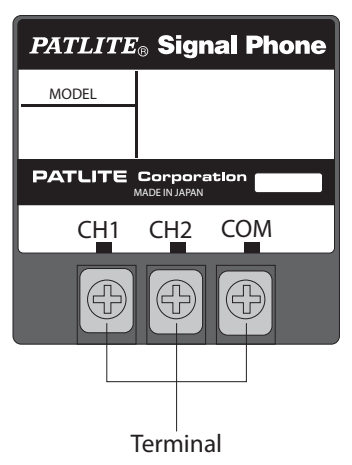 PATLITE® Signal Phone
MODEL
PATLITE Corporation
MADE IN JAPAN
CH1 CH2 COM
Terminal